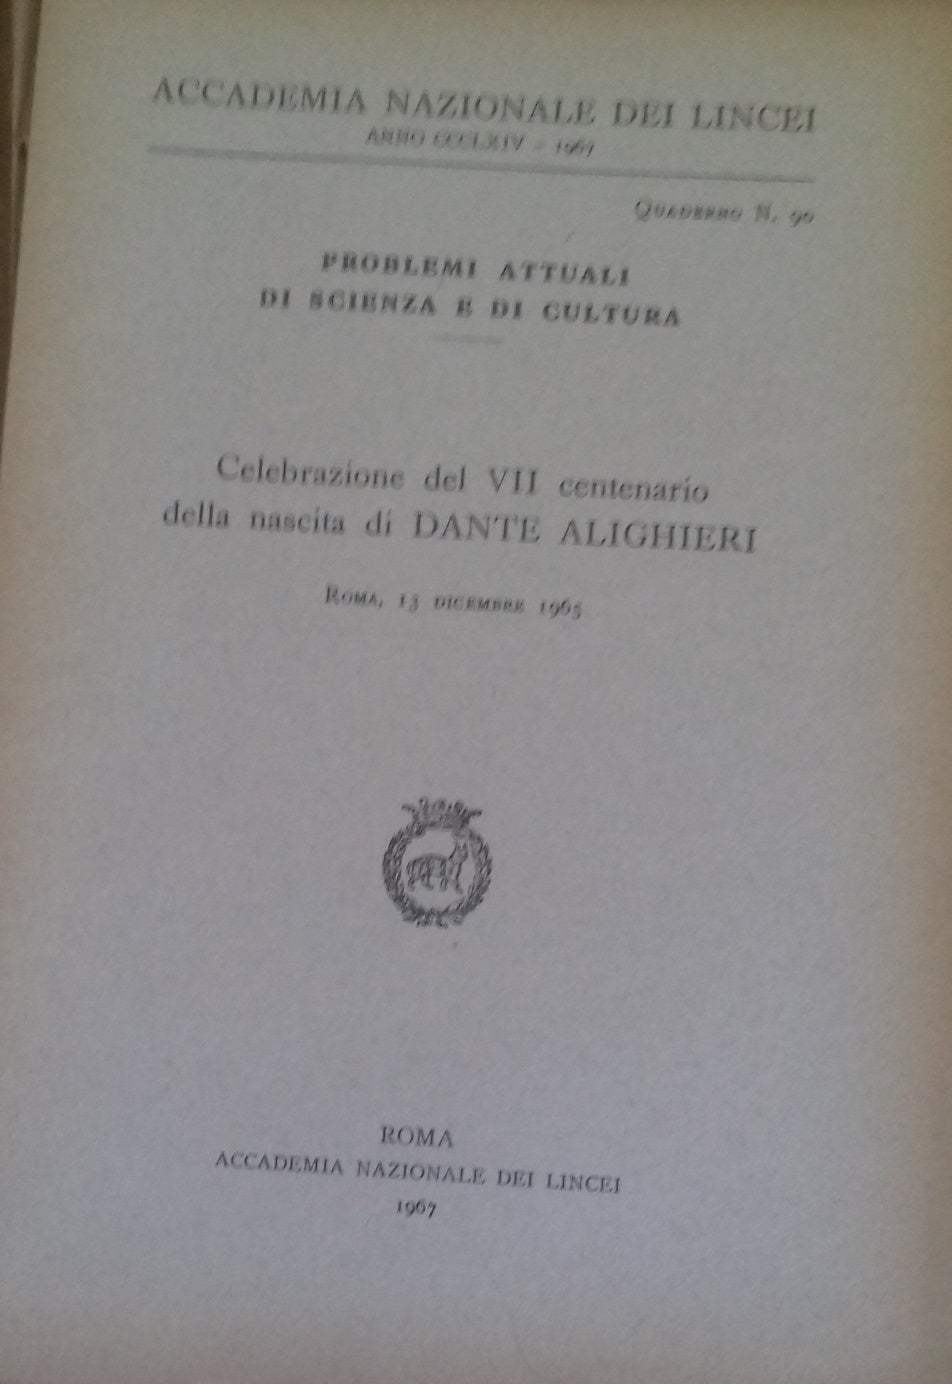 ACCADEMIA NAZIONALE DEI LINCEI
ANNO CCCLXIV - 1967
QUADERNO N. 90
PROBLEMI ATTUALI
DI SCIENZA E DI CULTURA
Celebrazione del VII centenario
della nascita di DANTE ALIGHIERI
ROMA, 13 DICEMBRE 1965
ROMA
ACCADEMIA NAZIONALE DEI LINCEI
1967